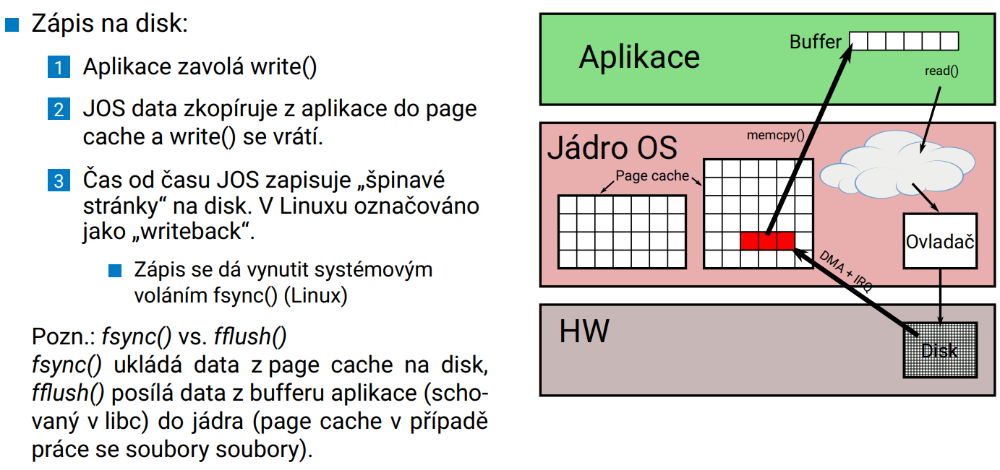 Zápis na disk:
1 Aplikace zavolá write()
2 JOS data zkopíruje z aplikace do page
cache a write() se vrátí.
3 Čas od času JOS zapisuje „špinavé
stránky“ na disk. V Linuxu označováno
jako „writeback“.
Zápis se dá vynutit systémovým
voláním fsync() (Linux)
Pozn.: fsync() vs. fflush()
fsync() ukládá data z page cache na disk,
fflush() posílá data z bufferu aplikace (scho-
vaný v libc) do jádra (page cache v případě
práce se soubory soubory).
Aplikace
Buffer
read()
Jádro OS
memcpy()
Page cache
Ovladač
DMA + IRQ
HW
Disk